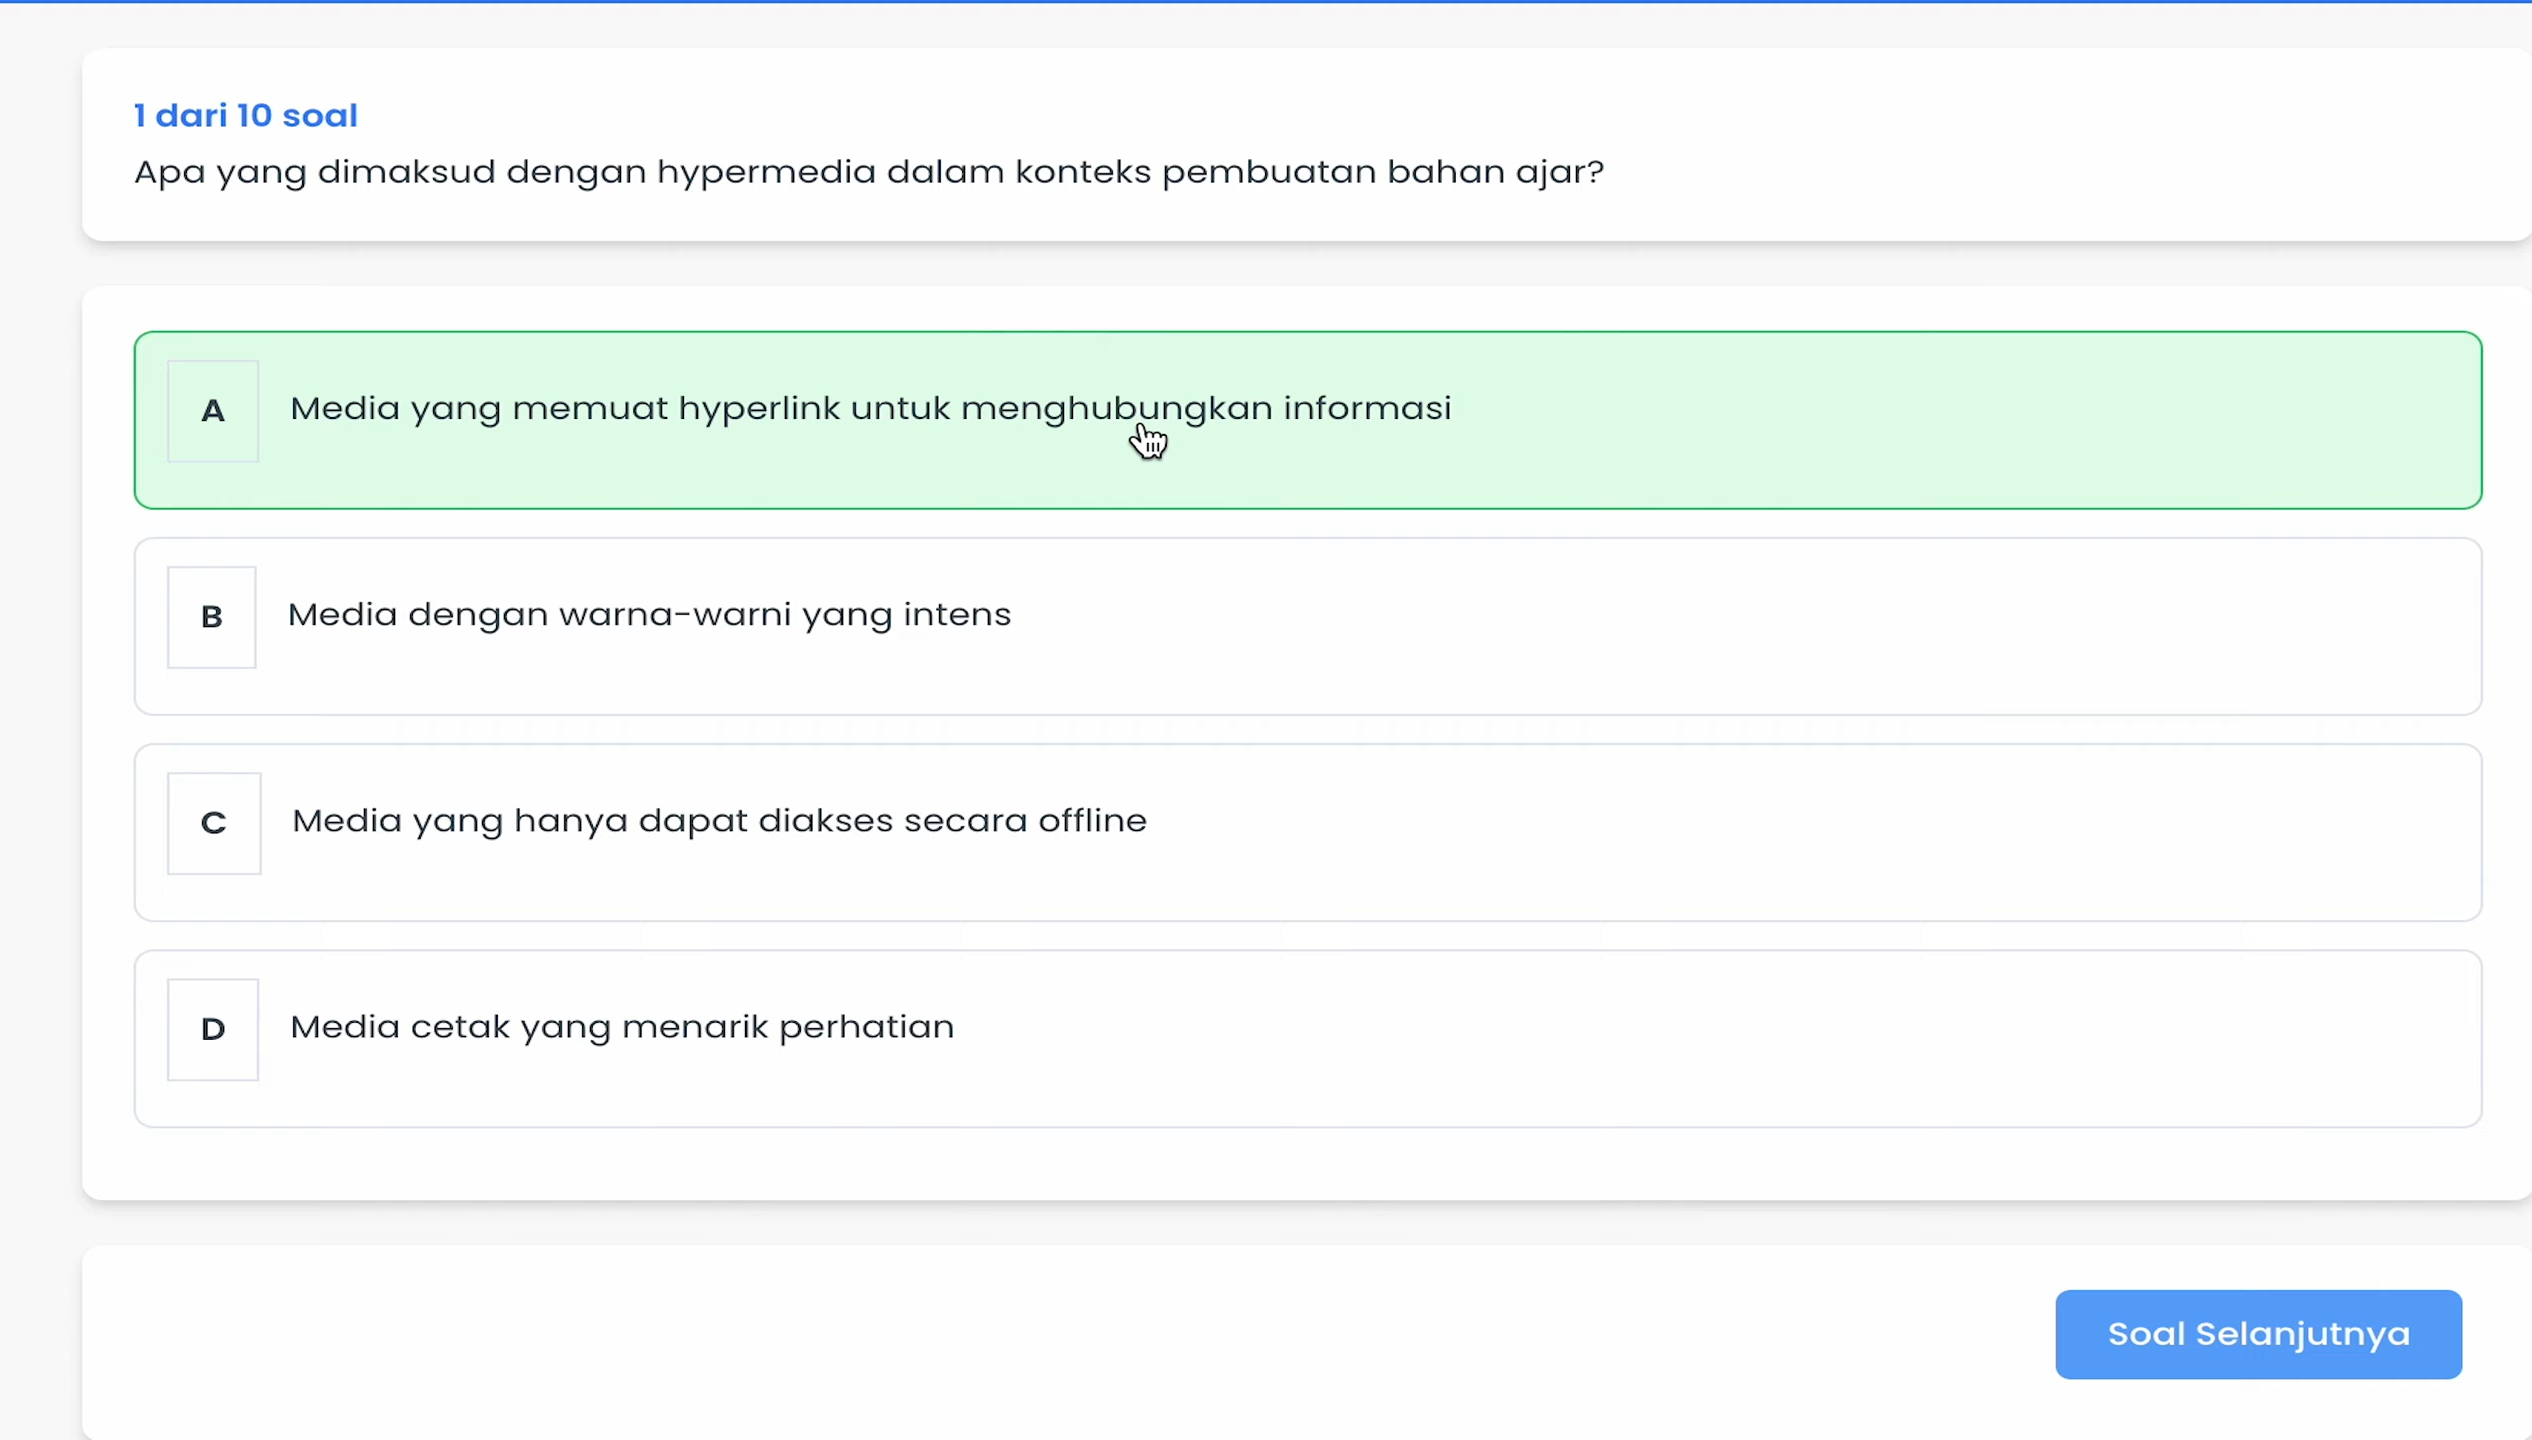 1 dari 10 soal
Apa yang dimaksud dengan hypermedia dalam konteks pembuatan bahan ajar?
A
Media yang memuat hyperlink untuk menghubungkan informasi
B
Media dengan warna-warni yang intens
C
Media yang hanya dapat diakses secara offline
D
Media cetak yang menarik perhatian
Soal Selanjutnya